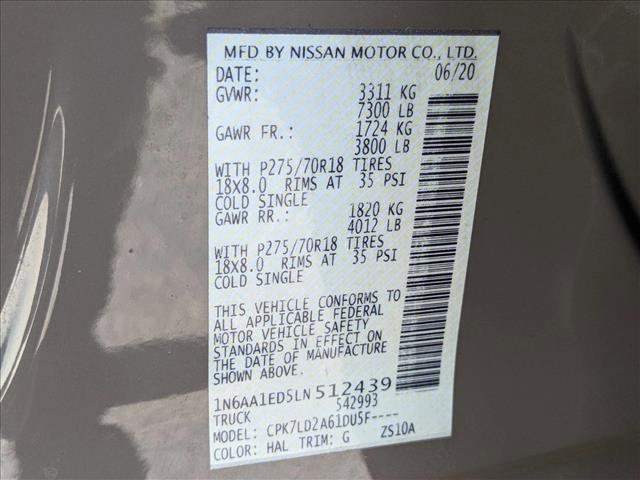 MFD BY NISSAN MOTOR CO., LTD.
DATE: 06/20
GVWR: 3311 KG
7300 LB
GAWR FR.: 1724 KG
3800 LB
WITH P275/70R18 TIRES
18X8.0 RIMS AT 35 PSI
COLD SINGLE
GAWR RR.: 1820 KG
4012 LB
WITH P275/70R18 TIRES
18X8.0 RIMS AT 35 PSI
COLD SINGLE
THIS VEHICLE CONFORMS TO
ALL APPLICABLE FEDERAL
MOTOR VEHICLE SAFETY
STANDARDS IN EFFECT ON
THE DATE OF MANUFACTURE
SHOWN ABOVE.
1N6AA1ED5LN512439
TRUCK 542993
MODEL: CPK7LD2A61DU5F----
COLOR: HAL TRIM: G ZS10A